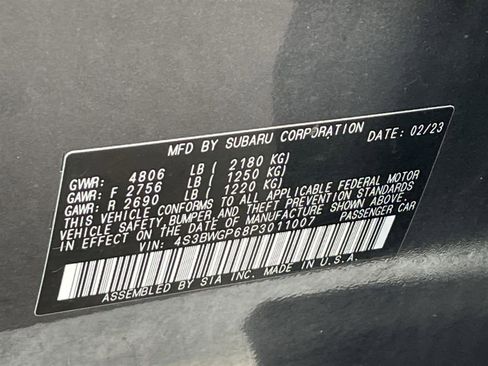 MFD BY SUBARU CORPORATION DATE: 02/23
GVWR: 4806 LB ( 2180 KG)
GAWR: F 2756 LB ( 1250 KG)
GAWR: R 2690 LB ( 1220 KG)
THIS VEHICLE CONFORMS TO ALL APPLICABLE FEDERAL MOTOR
VEHICLE SAFETY, BUMPER, AND THEFT PREVENTION STANDARDS
IN EFFECT ON THE DATE OF MANUFACTURE SHOWN ABOVE.
VIN: 4S3BWGP68P3011007 PASSENGER CAR
ASSEMBLED BY SIA INC. MADE IN U.S.A.